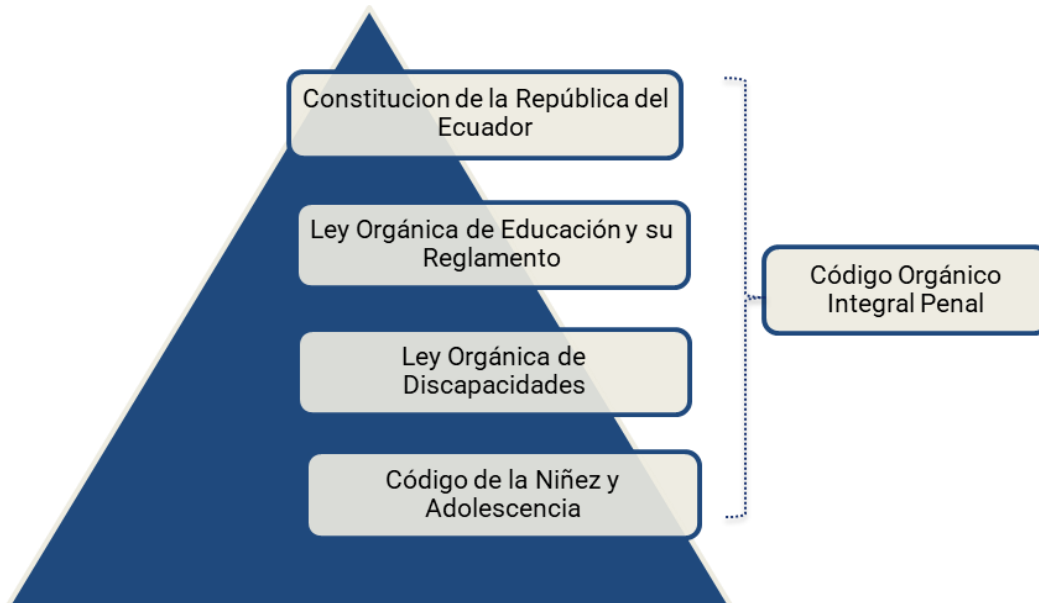 Constitucion de la República del
Ecuador
Ley Orgánica de Educación y su
Reglamento
Código Orgánico
Integral Penal
Ley Orgánica de
Discapacidades
Código de la Niñez y
Adolescencia